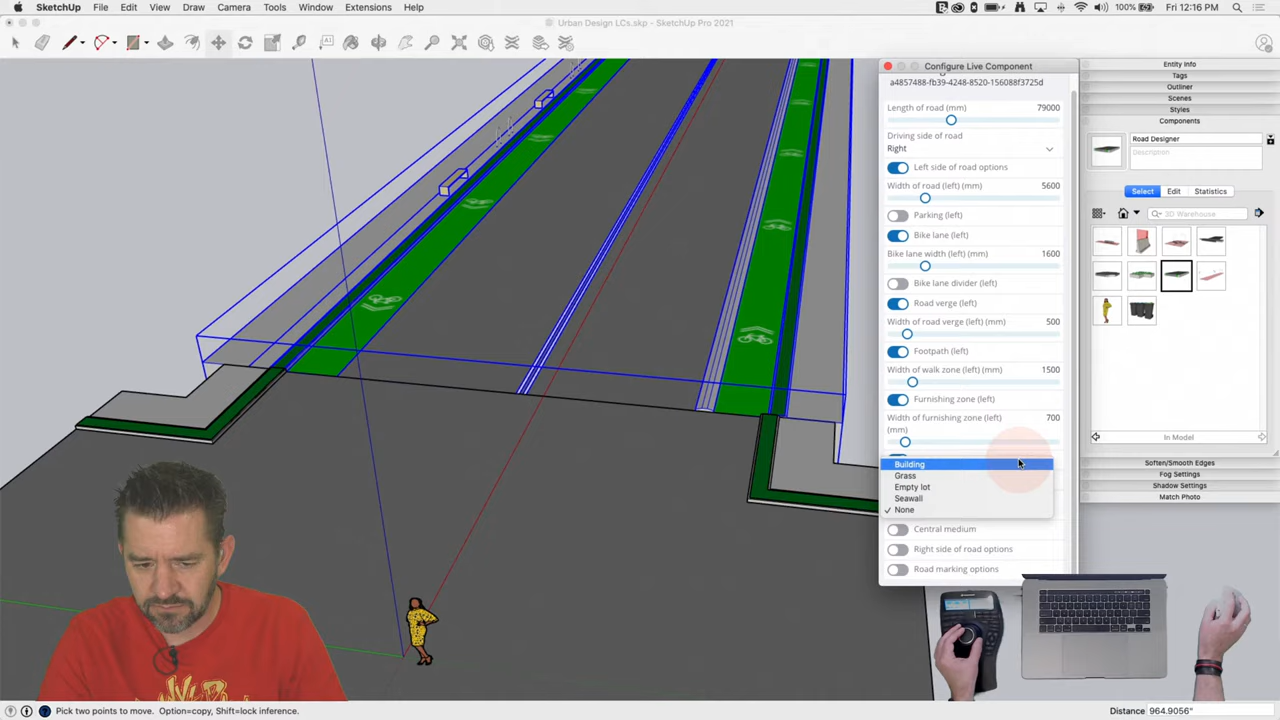 SketchUp File Edit View Draw Camera Tools Window Extensions Help
100% Fri 12:16 PM
Urban Design LCs.skp - SketchUp Pro 2021
Configure Live Component
a4857488-fb39-4248-8520-156088f3725d
Length of road (mm) 79000
Driving side of road
Right
Left side of road options
Width of road (left) (mm) 5600
Parking (left)
Bike lane (left)
Bike lane width (left) (mm) 1600
Bike lane divider (left)
Road verge (left)
Width of road verge (left) (mm) 500
Footpath (left)
Width of walk zone (left) (mm) 1500
Furnishing zone (left)
Width of furnishing zone (left) 700
(mm)
Building
Grass
Empty lot
Seawall
None
Central medium
Right side of road options
Road marking options
Entity Info
Tags
Outliner
Scenes
Styles
Components
Road Designer
Description
Select Edit Statistics
3D Warehouse
In Model
Soften/Smooth Edges
Fog Settings
Shadow Settings
Match Photo
Pick two points to move. Option=copy, Shift=lock inference.
Distance 964.9056"